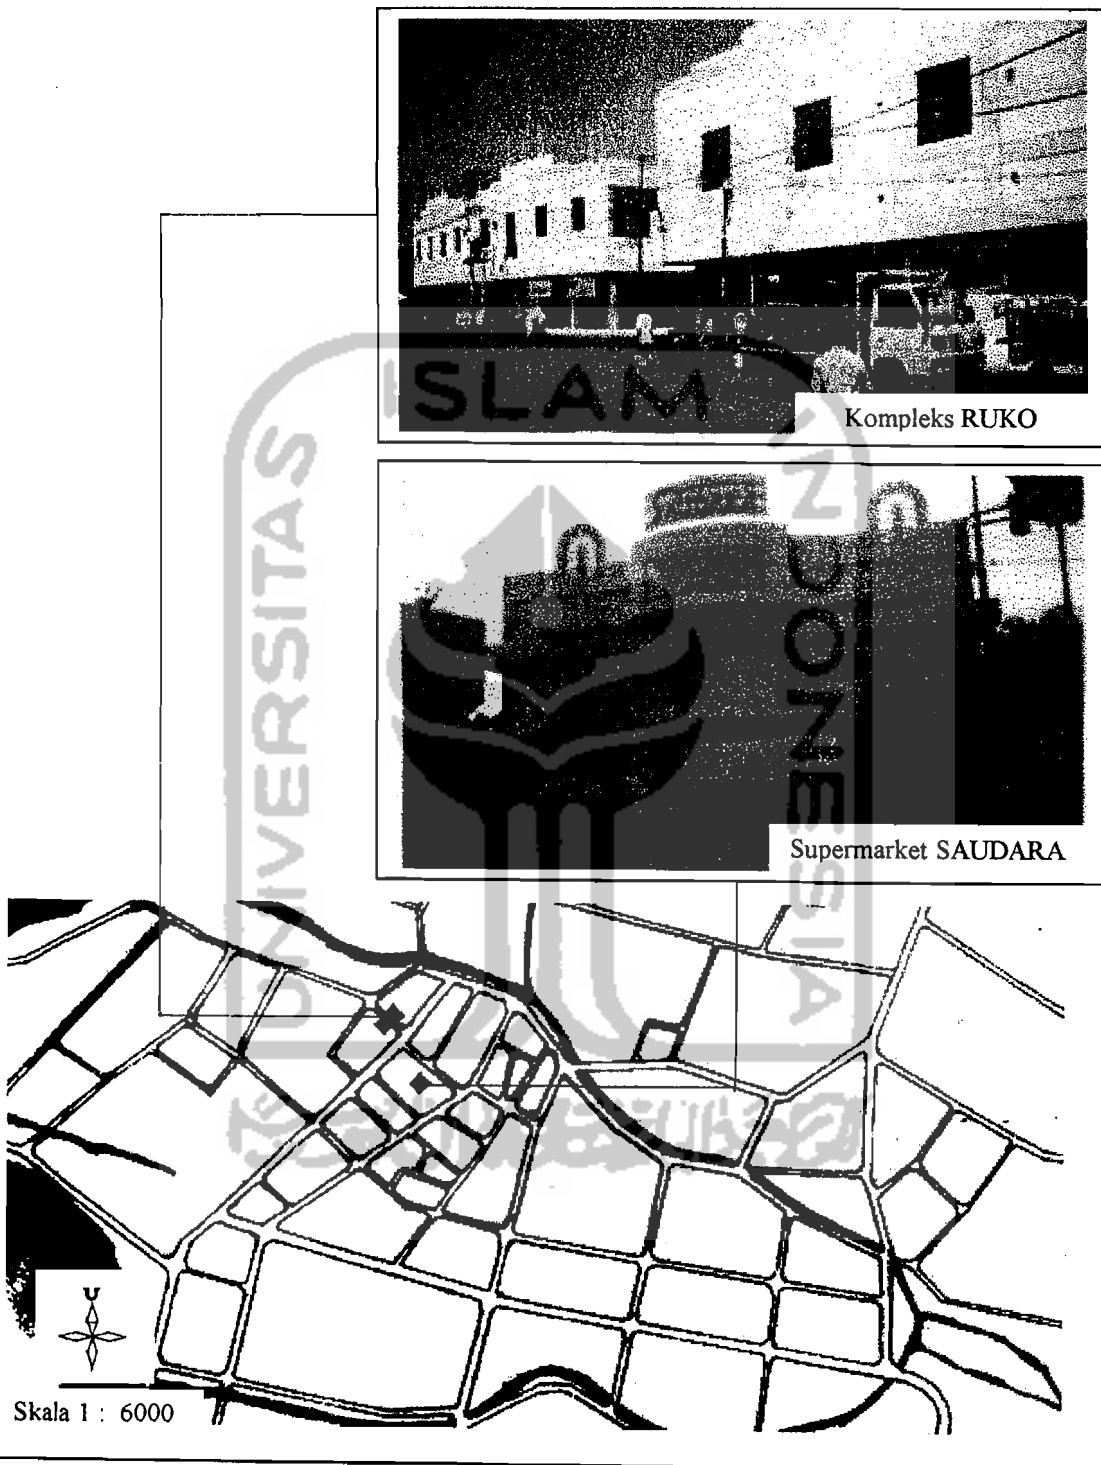 Kompleks RUKO
Supermarket SAUDARA
UNIVERSITAS
ISLAM
INDONESIA
U
Skala 1 : 6000